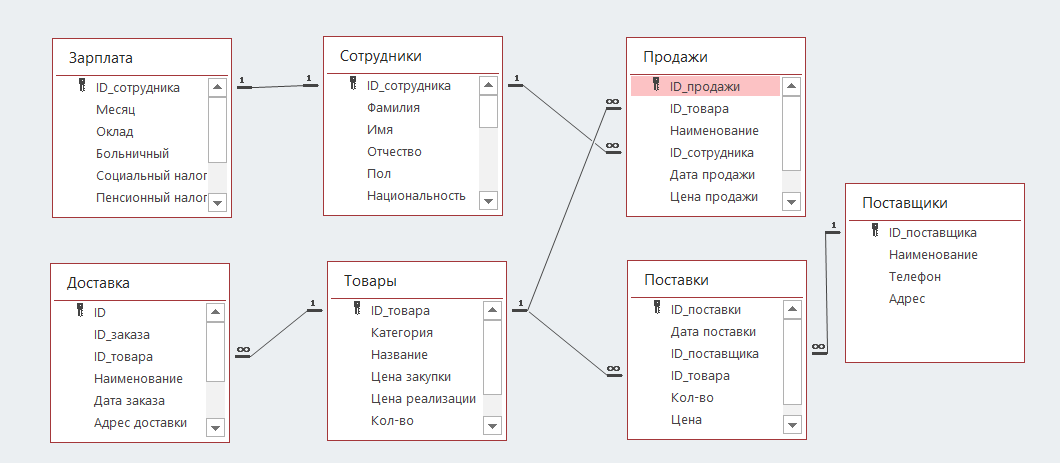 Зарплата
ID_сотрудника
Месяц
Оклад
Больничный
Социальный налог
Пенсионный налог
1
1
Сотрудники
ID_сотрудника
Фамилия
Имя
Отчество
Пол
Национальность
1
∞
∞
Продажи
ID_продажи
ID_товара
Наименование
ID_сотрудника
Дата продажи
Цена продажи
Доставка
ID
ID_заказа
ID_товара
Наименование
Дата заказа
Адрес доставки
∞
1
Товары
ID_товара
Категория
Название
Цена закупки
Цена реализации
Кол-во
1
∞
Поставки
ID_поставки
Дата поставки
ID_поставщика
ID_товара
Кол-во
Цена
∞
1
Поставщики
ID_поставщика
Наименование
Телефон
Адрес